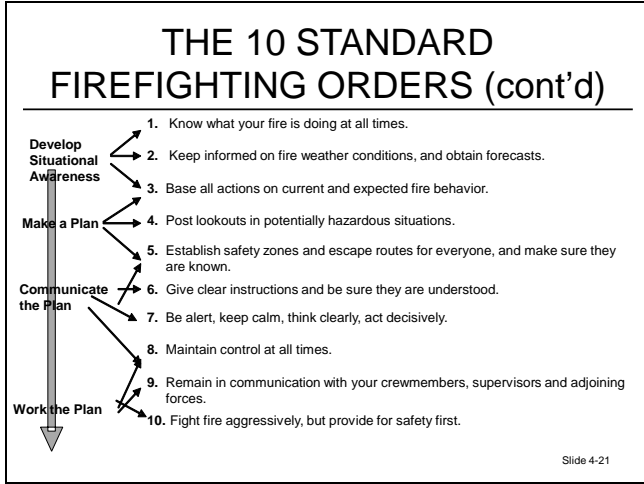 THE 10 STANDARD
FIREFIGHTING ORDERS (cont'd)
Develop
Situational
Awareness
1. Know what your fire is doing at all times.
2. Keep informed on fire weather conditions, and obtain forecasts.
3. Base all actions on current and expected fire behavior.
Make a Plan
4. Post lookouts in potentially hazardous situations.
5. Establish safety zones and escape routes for everyone, and make sure they
are known.
Communicate
the Plan
6. Give clear instructions and be sure they are understood.
7. Be alert, keep calm, think clearly, act decisively.
8. Maintain control at all times.
9. Remain in communication with your crewmembers, supervisors and adjoining
forces.
Work the Plan
10. Fight fire aggressively, but provide for safety first.
Slide 4-21